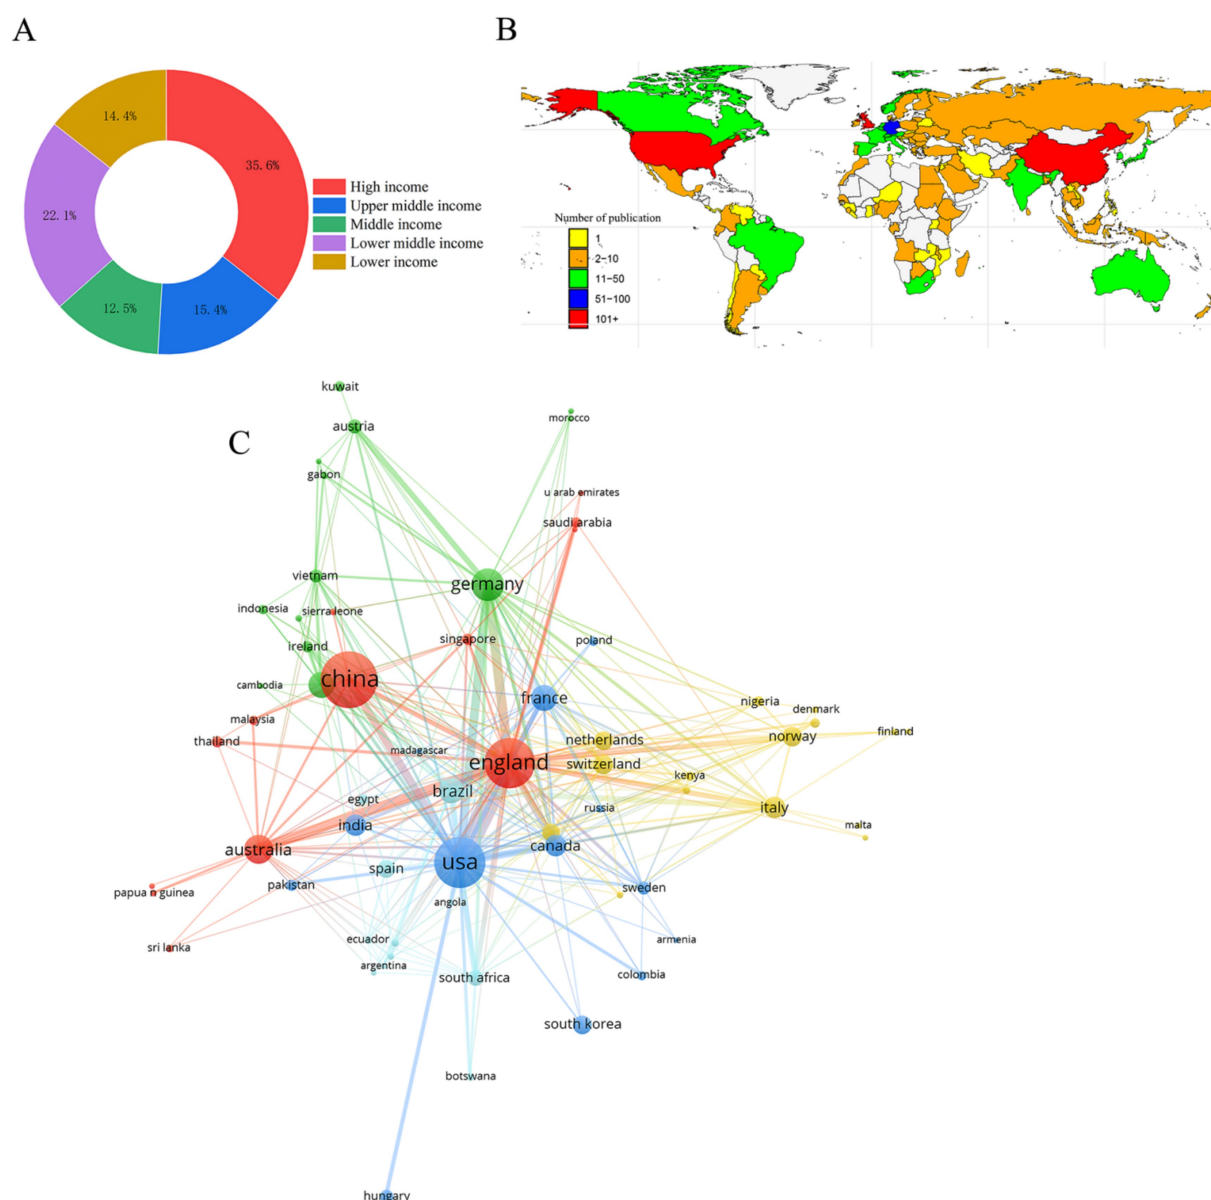 A
B
14.4%
35.6%
22.1%
12.5%
15.4%
High income
Upper middle income
Middle income
Lower middle income
Lower income
Number of publication
1
2-10
11-50
51-100
101+
C
kuwait
austria
morocco
gabon
u arab emirates
saudi arabia
vietnam
germany
indonesia
sierra leone
ireland
singapore
poland
cambodia
china
france
malaysia
nigeria
denmark
thailand
madagascar
netherlands
norway
finland
england
switzerland
kenya
egypt
brazil
russia
italy
india
malta
australia
canada
usa
spain
papua n guinea
pakistan
sweden
angola
sri lanka
ecuador
armenia
argentina
south africa
colombia
south korea
botswana
hungary